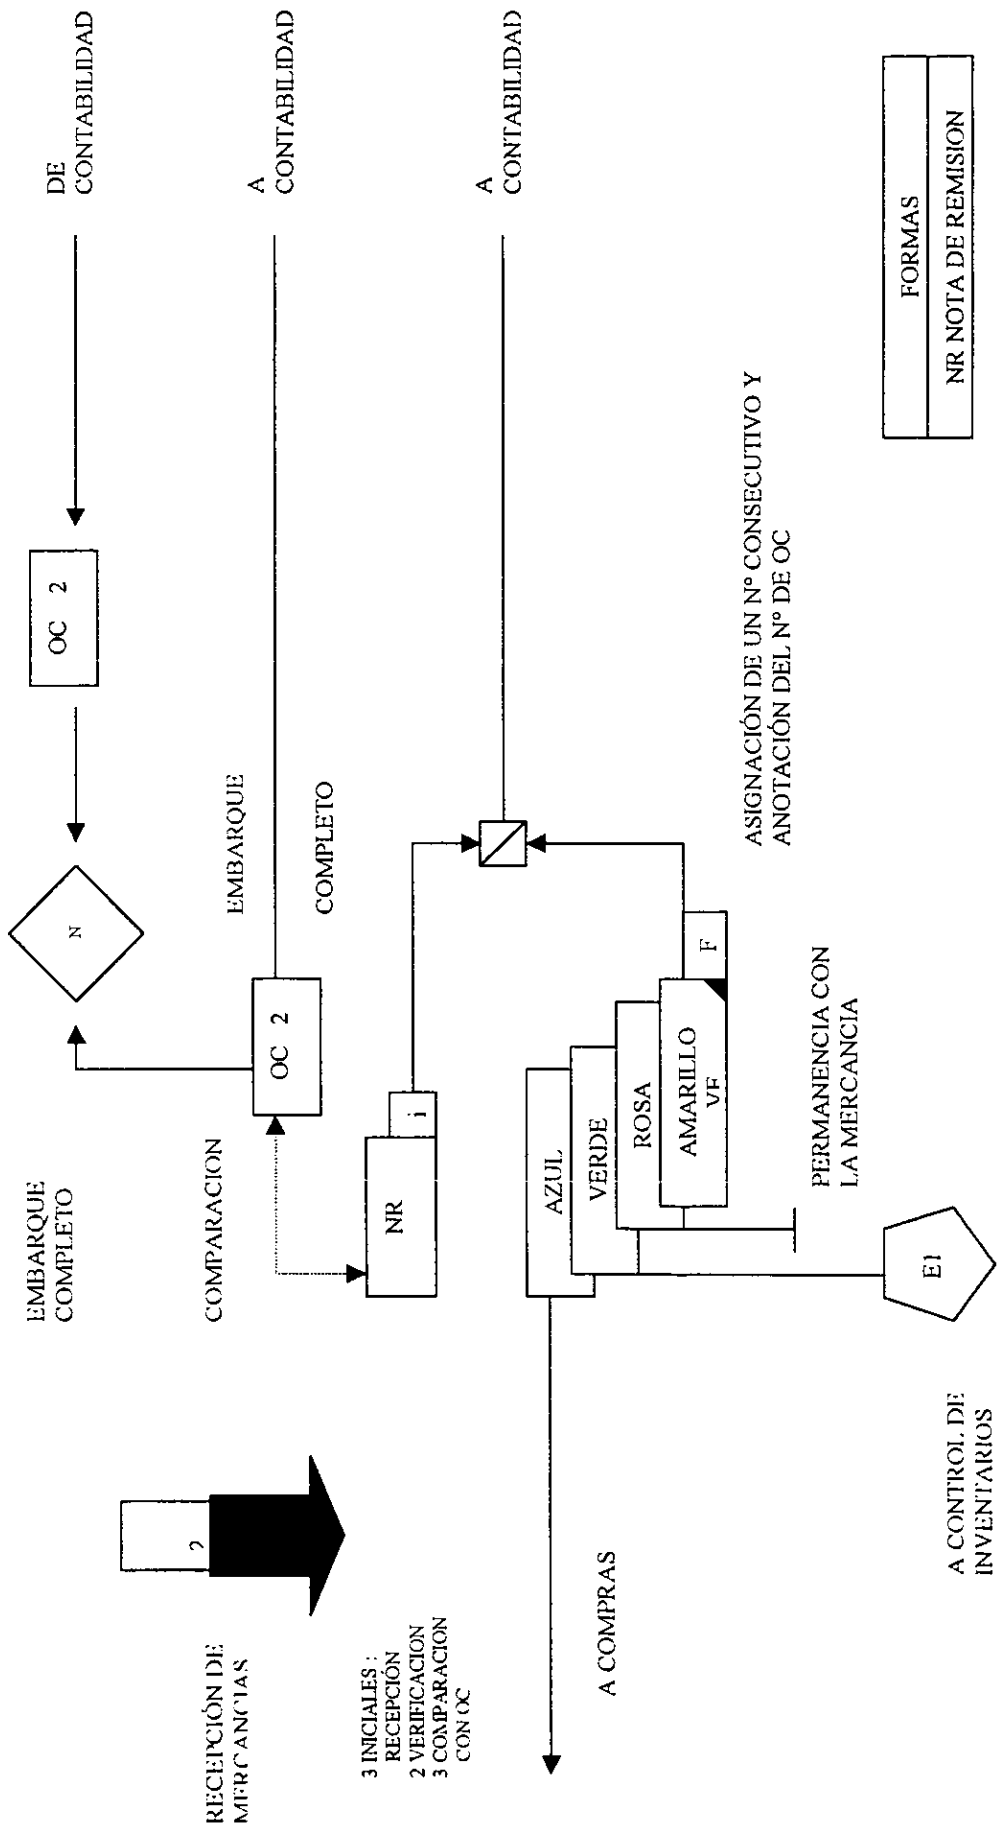 RECEPCIÓN DE
MERCANCIAS
2
3 INICIALES :
RECEPCIÓN
2 VERIFICACION
3 COMPARACION
CON OC
EMBARQUE
COMPLETO
N
OC 2
DE
CONTABILIDAD
COMPARACION
OC 2
EMBARQUE
COMPLETO
A
CONTABILIDAD
NR
i
A
CONTABILIDAD
A COMPRAS
AZUL
VERDE
ROSA
AMARILLO
VF
F
ASIGNACIÓN DE UN N° CONSECUTIVO Y
ANOTACIÓN DEL N° DE OC
PERMANENCIA CON
LA MERCANCIA
A CONTROL DE
INVENTARIOS
E1
FORMAS
NR NOTA DE REMISION